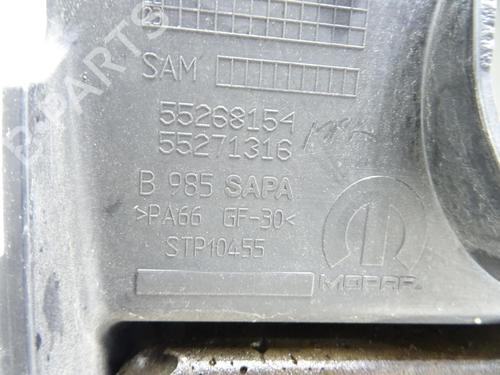 B-PARTS
SAM
55268154
55271316
B 985 SAPA
>PA66 GF-30<
STP10455
MOPAR